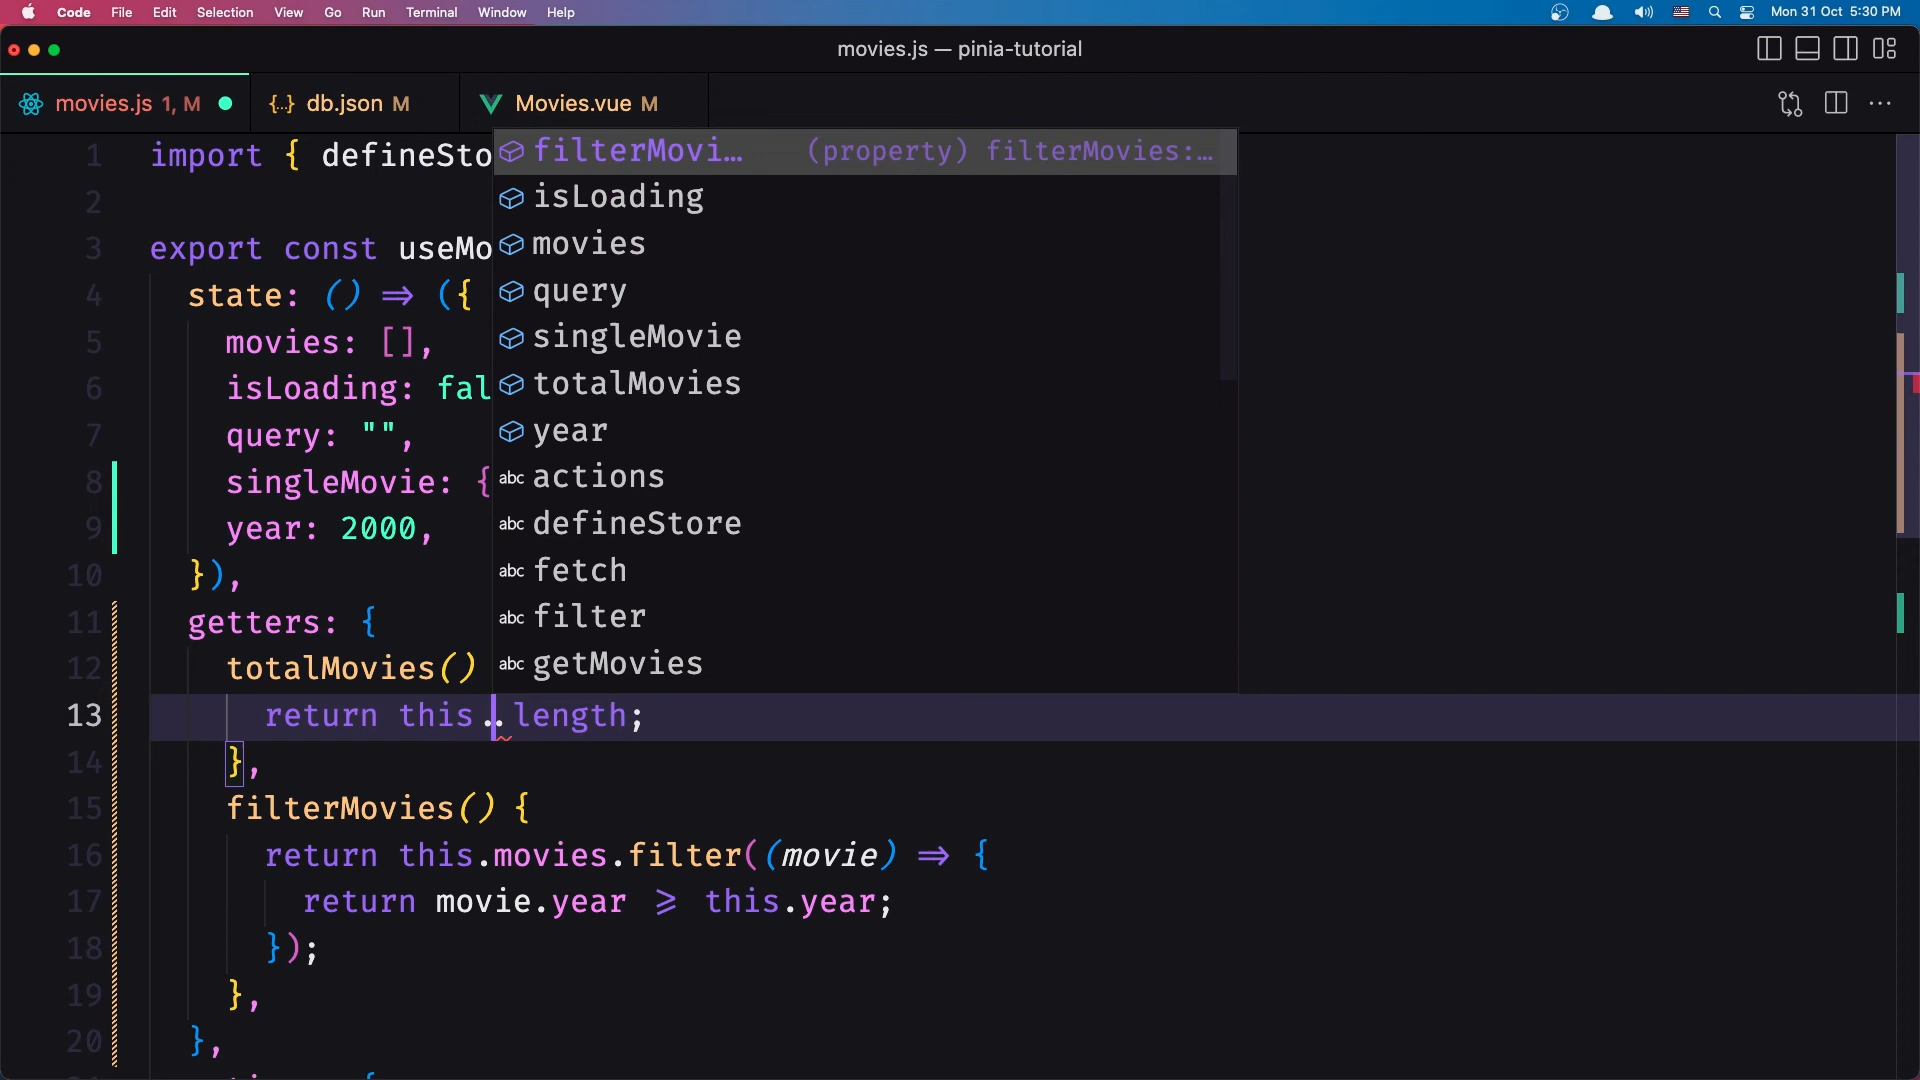 Code File Edit Selection View Go Run Terminal Window Help Mon 31 Oct 5:30 PM
movies.js — pinia-tutorial
movies.js 1, M {..} db.json M Movies.vue M ...
1 import { defineSto
2
3 export const useMo
4 state: () ⇒ ({
5 movies: [],
6 isLoading: fal
7 query: "",
8 singleMovie: {
9 year: 2000,
10 }),
11 getters: {
12 totalMovies()
13 return this..length;
14 },
15 filterMovies() {
16 return this.movies.filter((movie) ⇒ {
17 return movie.year ⩾ this.year;
18 });
19 },
20 },
filterMovi… (property) filterMovies:…
isLoading
movies
query
singleMovie
totalMovies
year
abc actions
abc defineStore
abc fetch
abc filter
abc getMovies